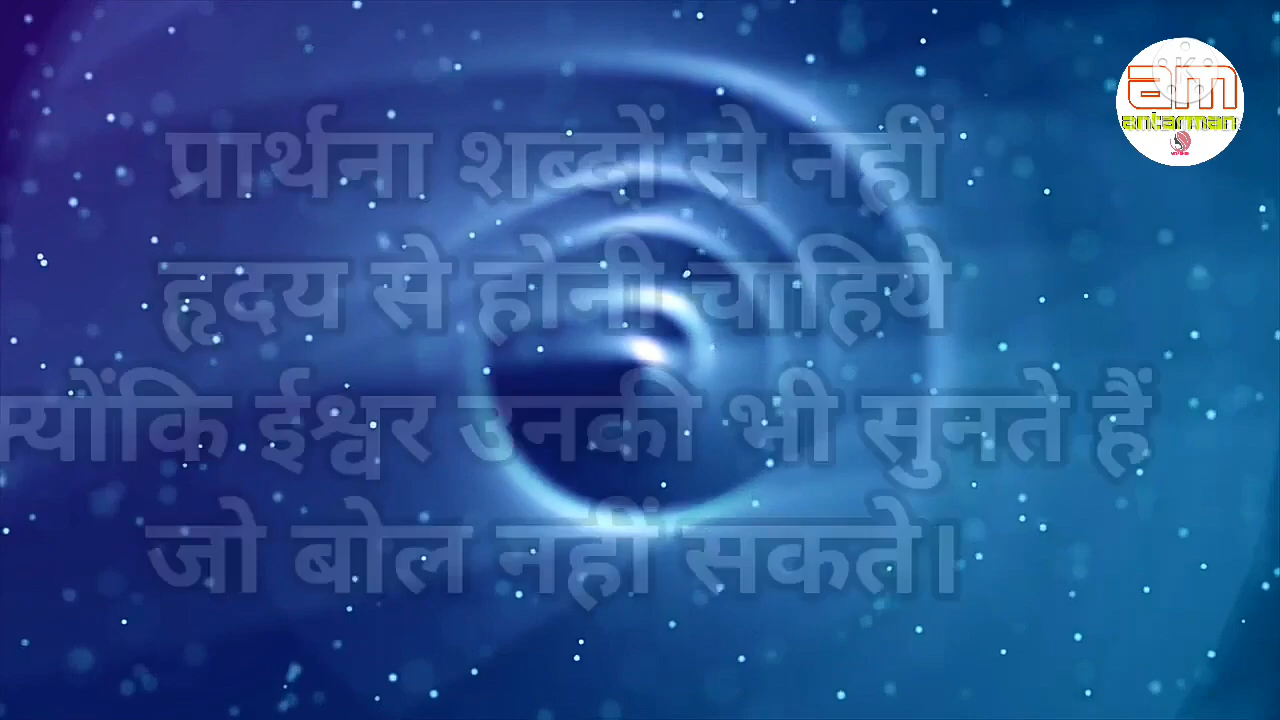 प्रार्थना शब्दों से नहीं
हृदय से होनी चाहिये
क्योंकि ईश्वर उनकी भी सुनते हैं
जो बोल नहीं सकते।
am
antarman